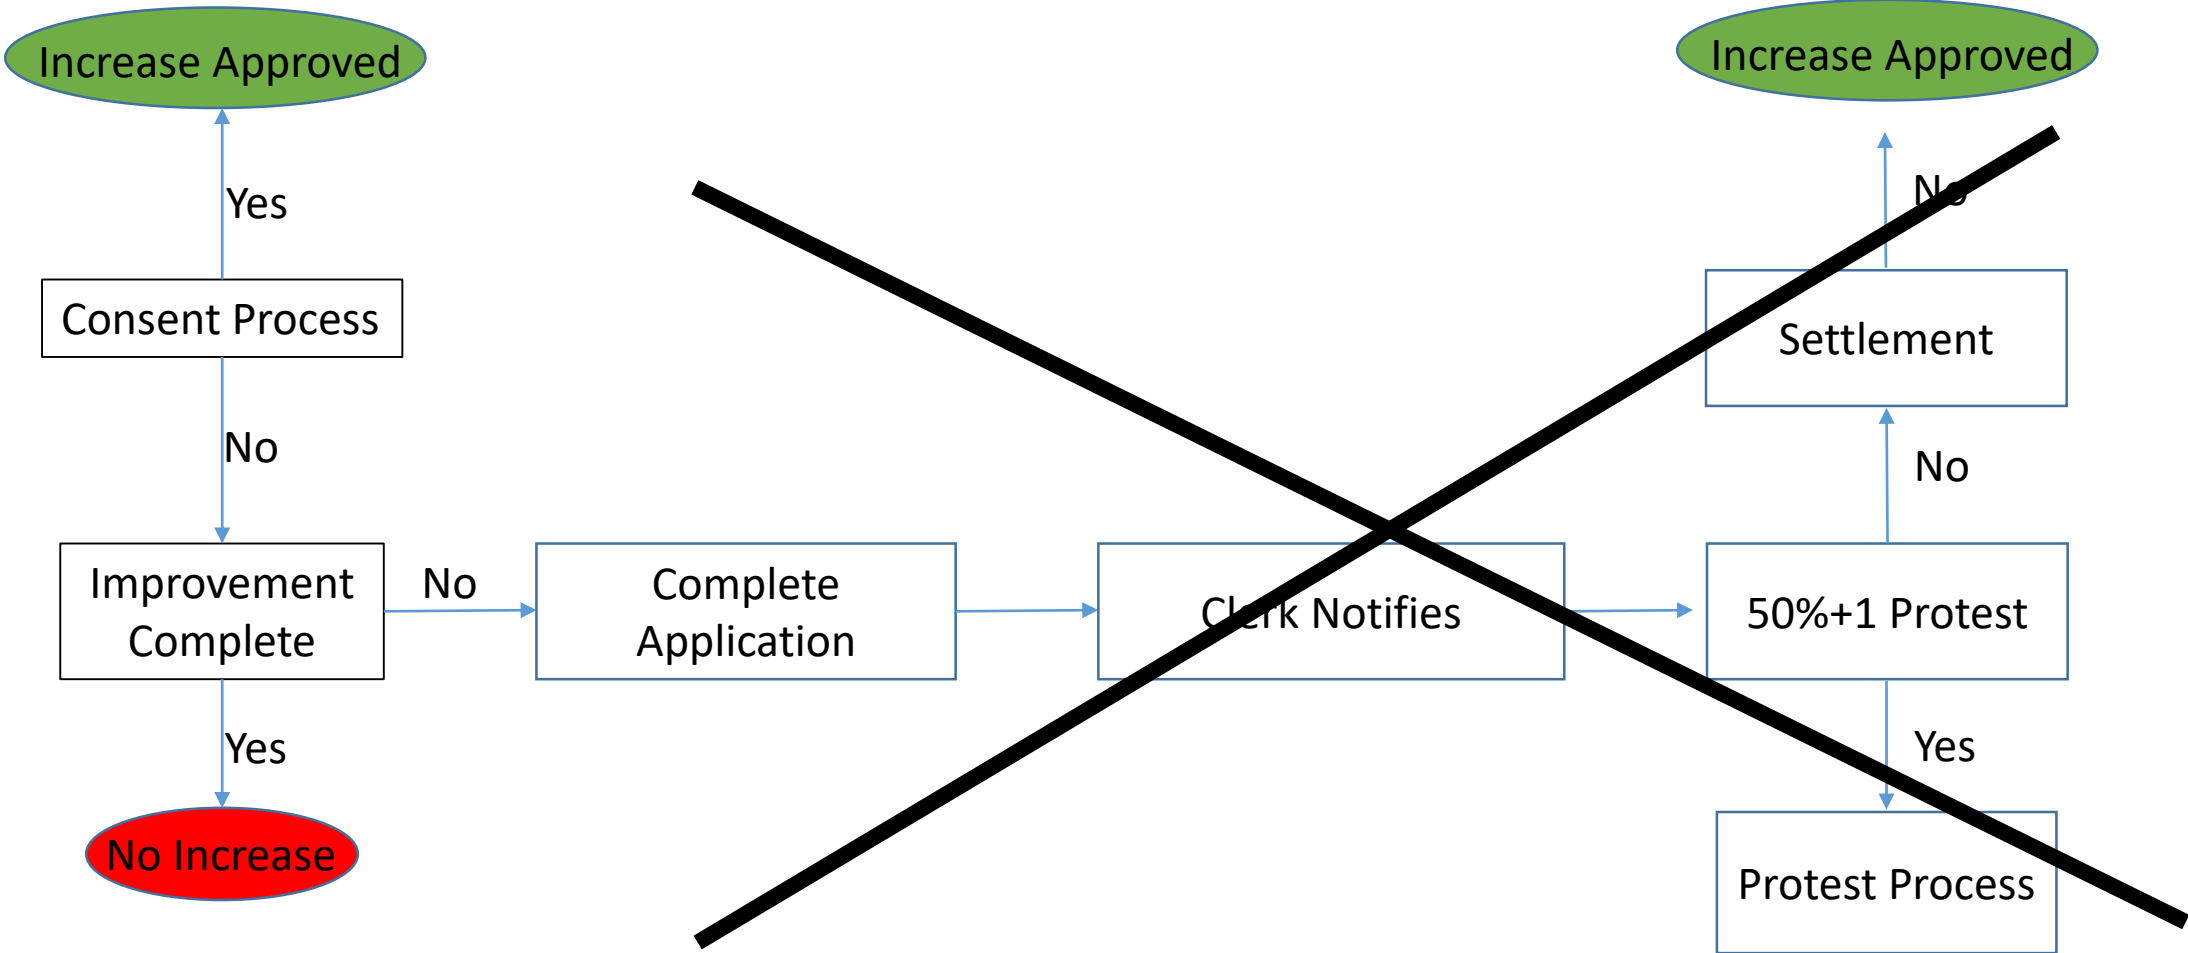 Increase Approved
Increase Approved
Yes
No
Consent Process
Settlement
No
No
Improvement
Complete
No
Complete
Application
Clerk Notifies
50%+1 Protest
Yes
Yes
No Increase
Protest Process